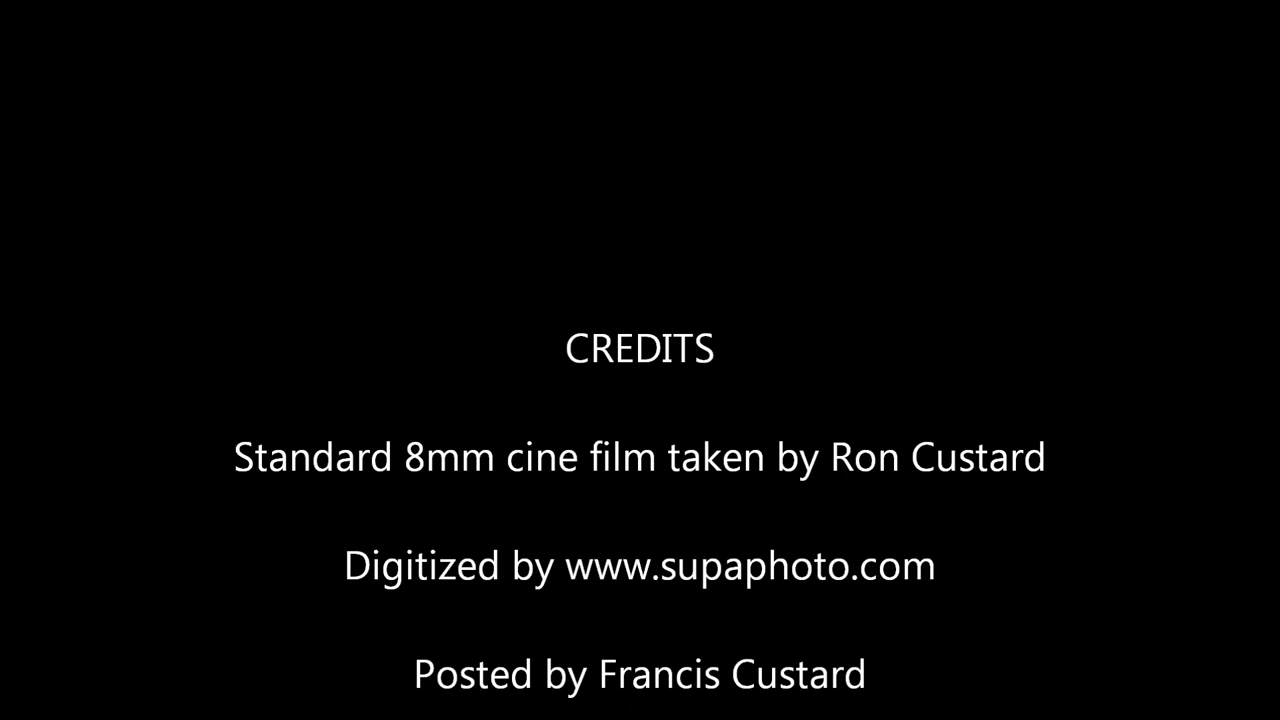 CREDITS
Standard 8mm cine film taken by Ron Custard
Digitized by www.supaphoto.com
Posted by Francis Custard